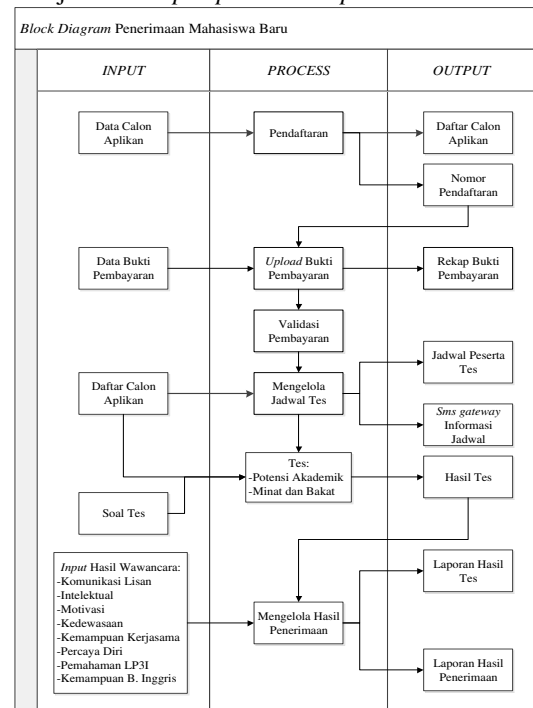 Block Diagram Penerimaan Mahasiswa Baru
INPUT
PROCESS
OUTPUT
Data Calon
Aplikan
Pendaftaran
Daftar Calon
Aplikan
Nomor
Pendaftaran
Data Bukti
Pembayaran
Upload Bukti
Pembayaran
Rekap Bukti
Pembayaran
Validasi
Pembayaran
Daftar Calon
Aplikan
Mengelola
Jadwal Tes
Jadwal Peserta
Tes
Sms gateway
Informasi
Jadwal
Soal Tes
Tes:
-Potensi Akademik
-Minat dan Bakat
Hasil Tes
Input Hasil Wawancara:
-Komunikasi Lisan
-Intelektual
-Motivasi
-Kedewasaan
-Kemampuan Kerjasama
-Percaya Diri
-Pemahaman LP3I
-Kemampuan B. Inggris
Mengelola Hasil
Penerimaan
Laporan Hasil
Tes
Laporan Hasil
Penerimaan